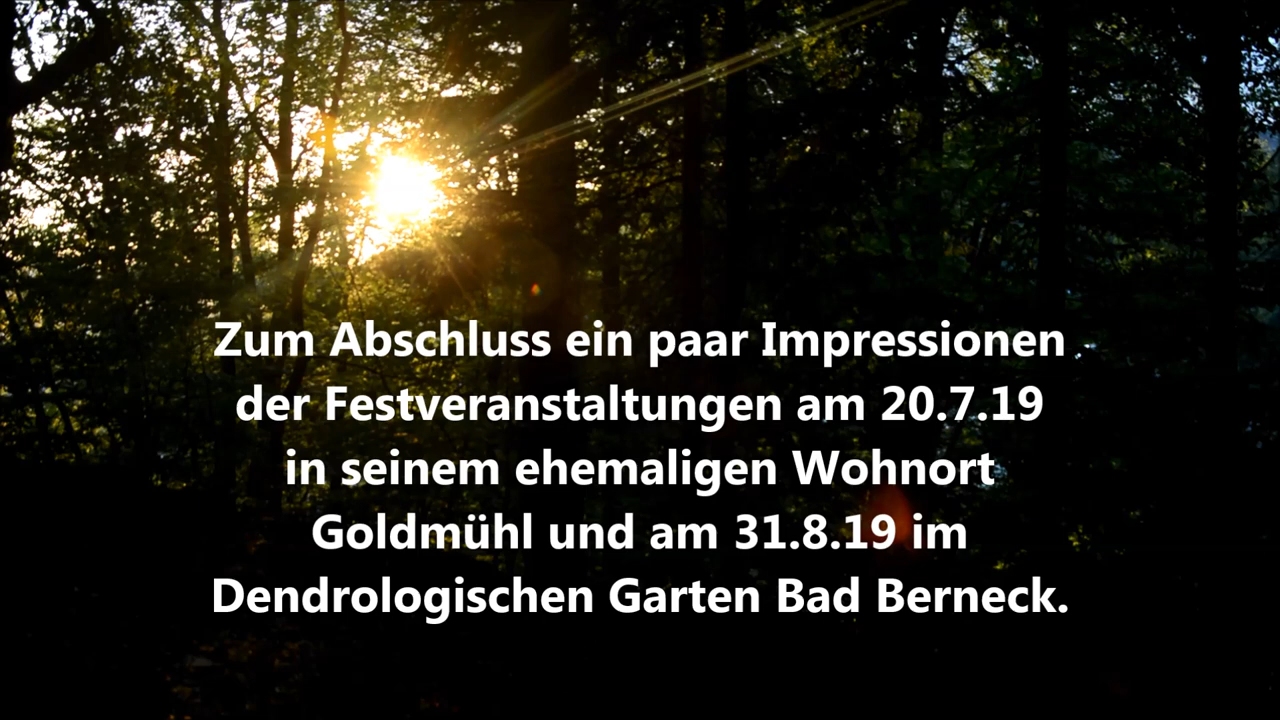 Zum Abschluss ein paar Impressionen
der Festveranstaltungen am 20.7.19
in seinem ehemaligen Wohnort
Goldmühl und am 31.8.19 im
Dendrologischen Garten Bad Berneck.